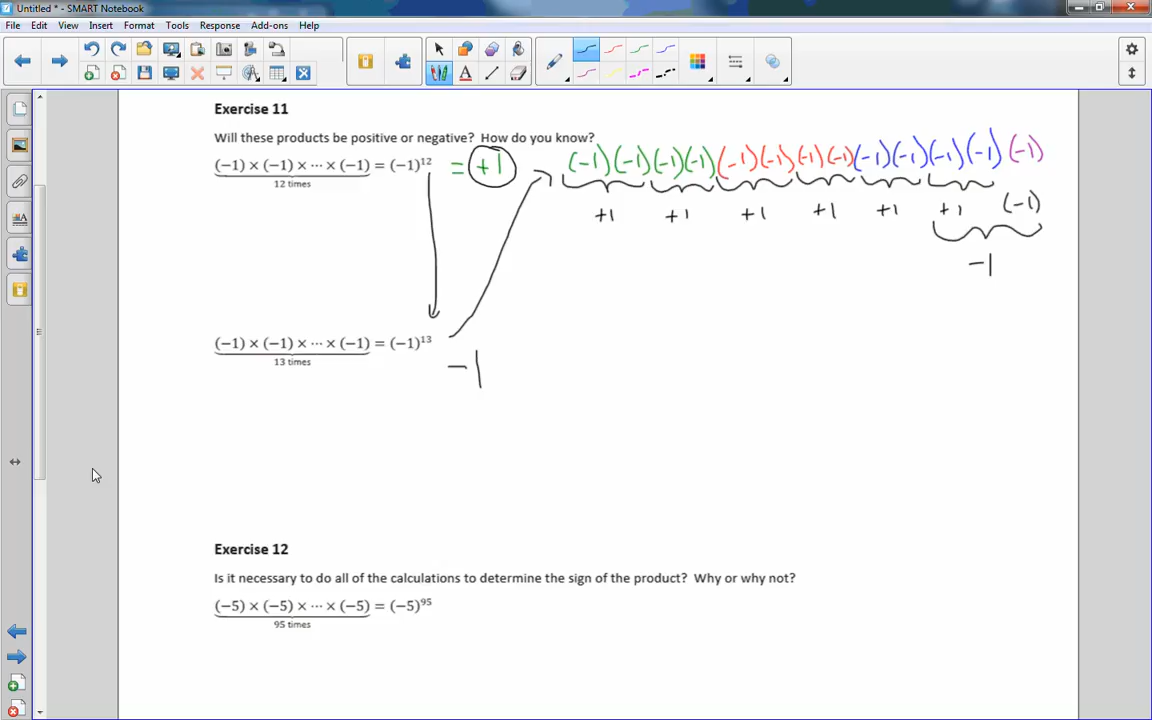 Untitled * - SMART Notebook
File Edit View Insert Format Tools Response Add-ons Help
Exercise 11
Will these products be positive or negative? How do you know?
(−1) × (−1) × ⋯ × (−1) = (−1)¹² = +1 (-1)(-1)(-1)(-1)(-1)(-1)(-1)(-1)(-1)(-1)(-1)(-1)(-1)
12 times
+1 +1 +1 +1 +1 +1 (-1)
-1
(−1) × (−1) × ⋯ × (−1) = (−1)¹³
13 times
-1
Exercise 12
Is it necessary to do all of the calculations to determine the sign of the product? Why or why not?
(−5) × (−5) × ⋯ × (−5) = (−5)⁹⁵
95 times